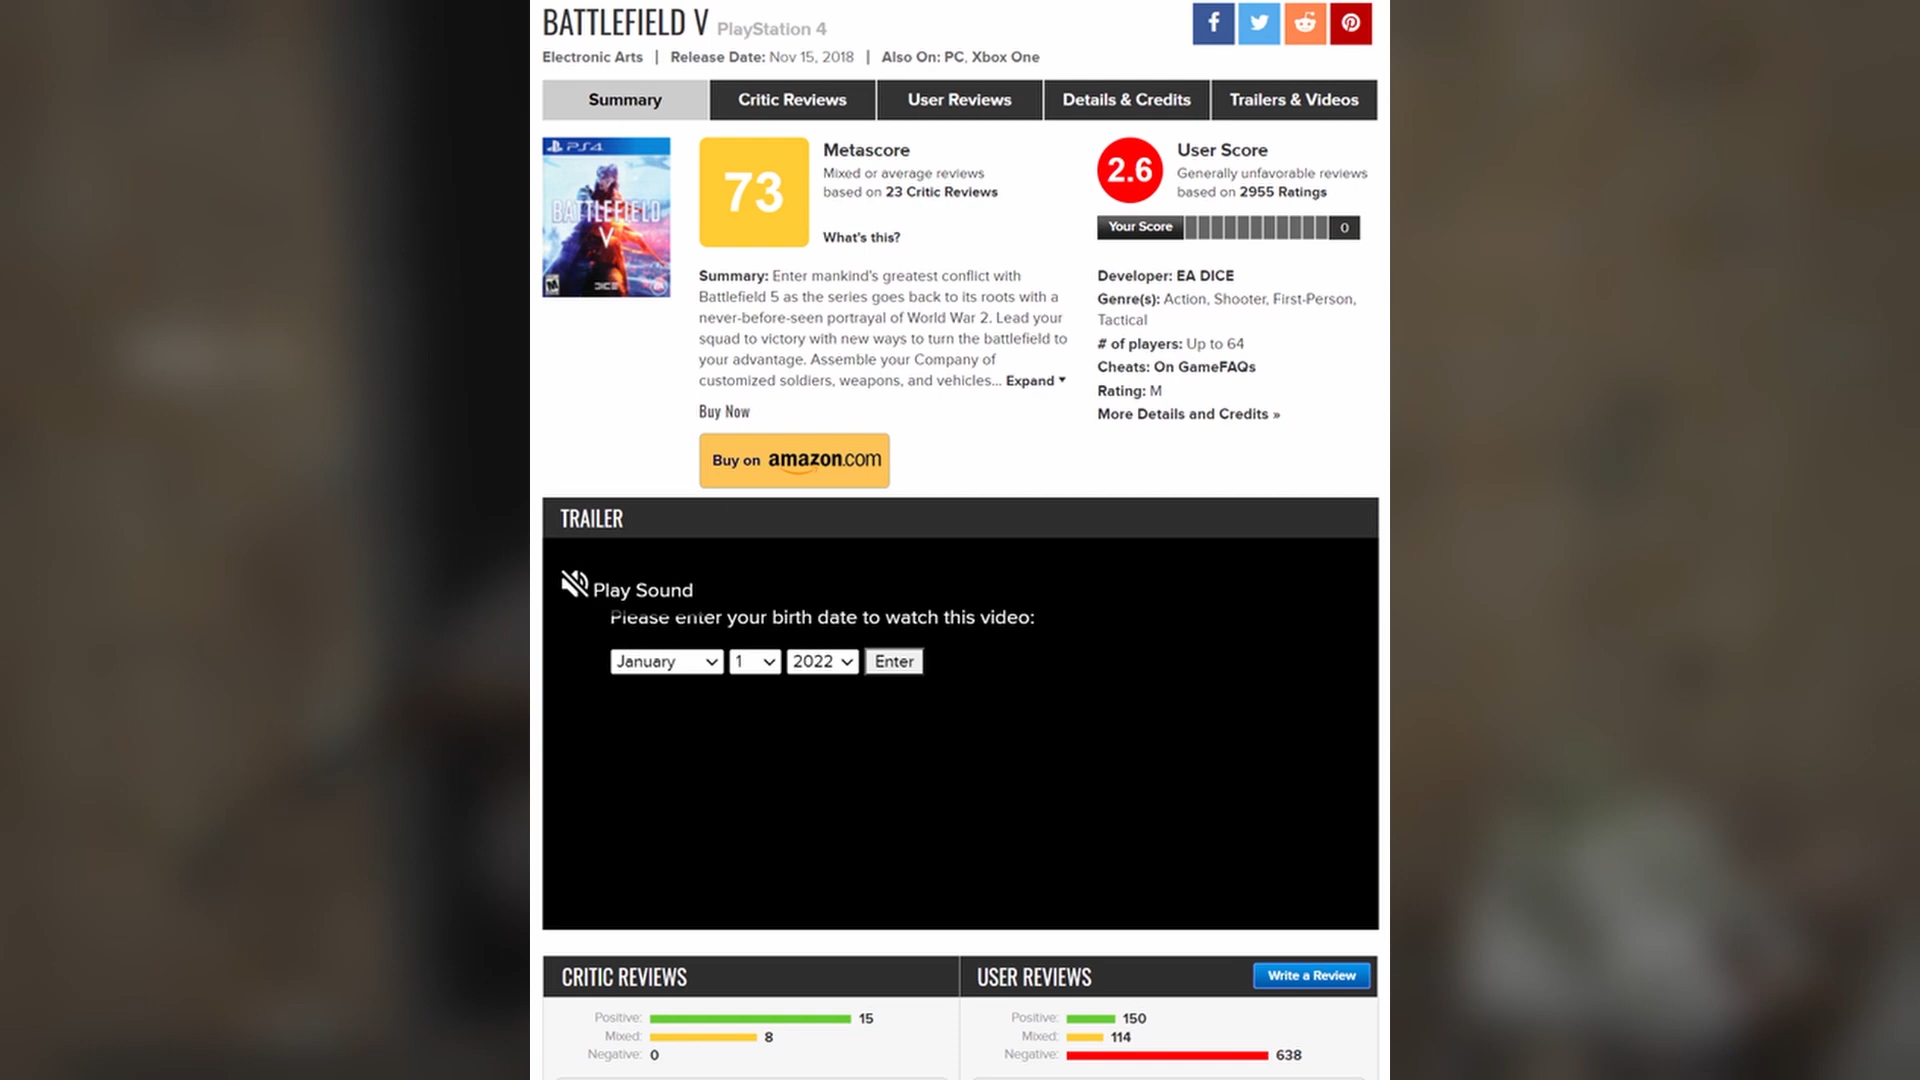 BATTLEFIELD V PlayStation 4
Electronic Arts | Release Date: Nov 15, 2018 | Also On: PC, Xbox One
Summary Critic Reviews User Reviews Details & Credits Trailers & Videos
PS4
BATTLEFIELD
V
M
DICE
EA
73
Metascore
Mixed or average reviews
based on 23 Critic Reviews
What's this?
2.6
User Score
Generally unfavorable reviews
based on 2955 Ratings
Your Score 0
Summary: Enter mankind's greatest conflict with
Battlefield 5 as the series goes back to its roots with a
never-before-seen portrayal of World War 2. Lead your
squad to victory with new ways to turn the battlefield to
your advantage. Assemble your Company of
customized soldiers, weapons, and vehicles... Expand
Buy Now
Buy on amazon.com
Developer: EA DICE
Genre(s): Action, Shooter, First-Person,
Tactical
# of players: Up to 64
Cheats: On GameFAQs
Rating: M
More Details and Credits »
TRAILER
Play Sound
Please enter your birth date to watch this video:
January 1 2022 Enter
CRITIC REVIEWS
Positive: 15
Mixed: 8
Negative: 0
USER REVIEWS Write a Review
Positive: 150
Mixed: 114
Negative: 638